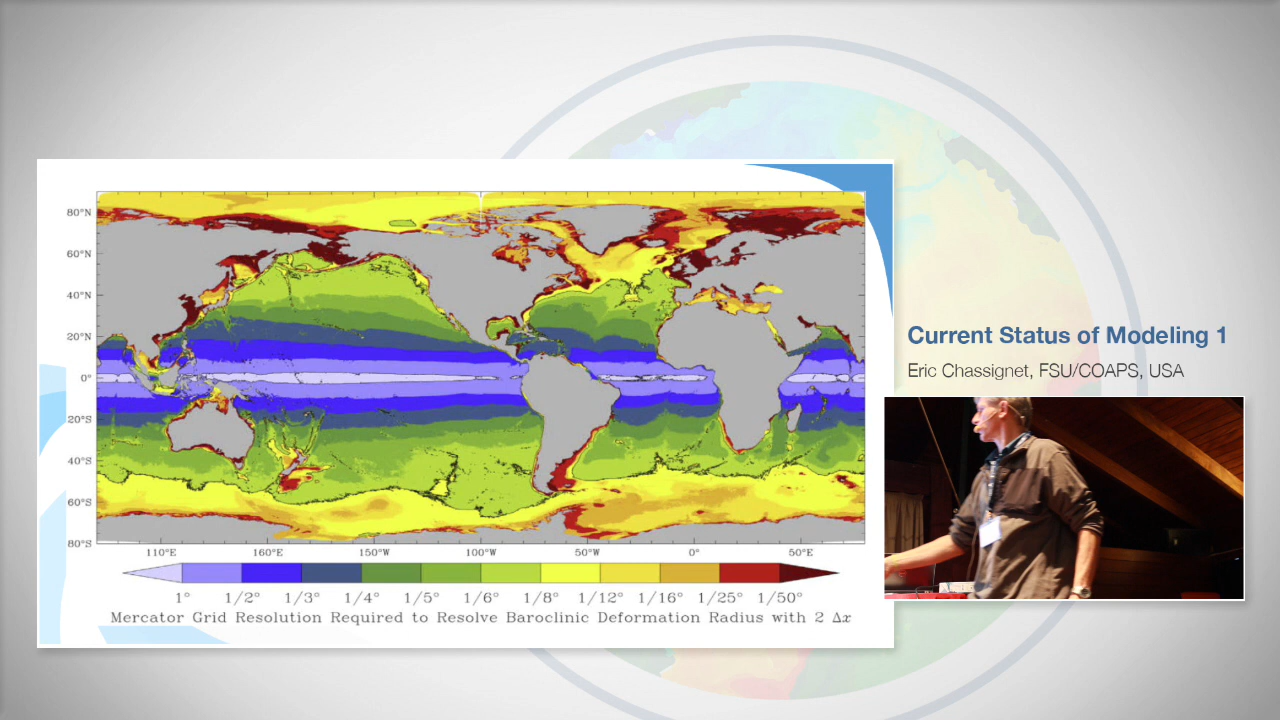 80°N
60°N
40°N
20°N
0°
20°S
40°S
60°S
80°S
110°E 160°E 150°W 100°W 50°W 0° 50°E
1° 1/2° 1/3° 1/4° 1/5° 1/6° 1/8° 1/12° 1/16° 1/25° 1/50°
Mercator Grid Resolution Required to Resolve Baroclinic Deformation Radius with 2 Δx
Current Status of Modeling 1
Eric Chassignet, FSU/COAPS, USA